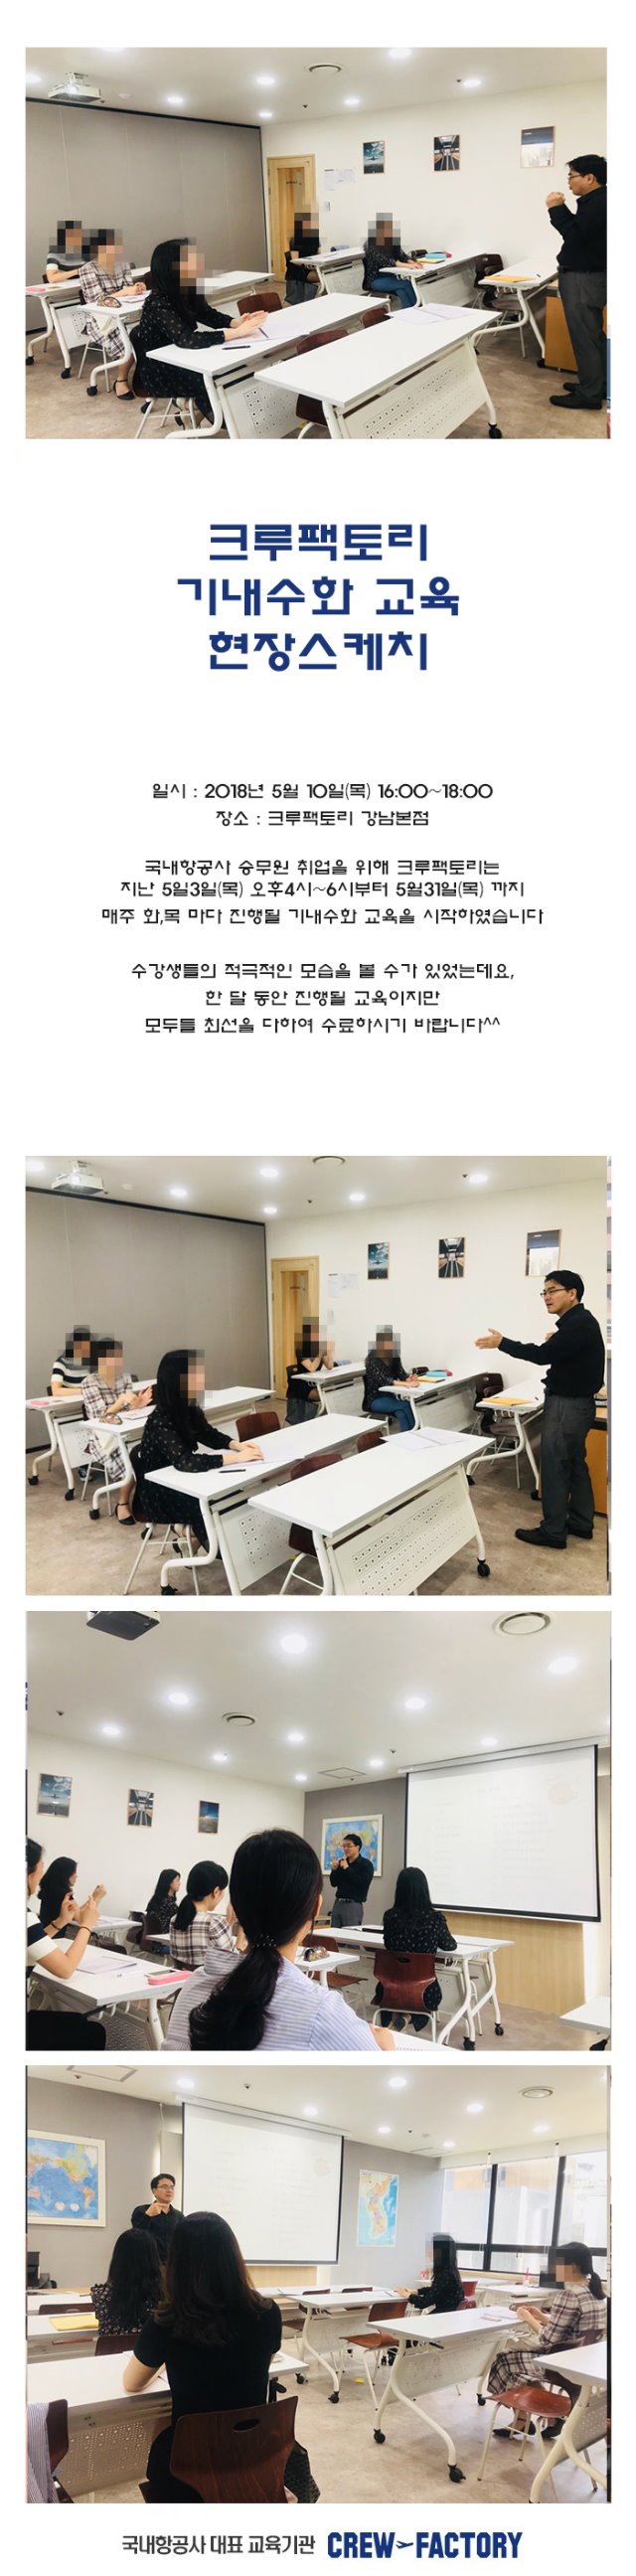 크루팩토리
기내수화 교육
현장스케치
일시 : 2018년 5월 10일(목) 16:00~18:00
장소 : 크루팩토리 강남본점
국내항공사 승무원 취업을 위해 크루팩토리는
지난 5월3일(목) 오후4시~6시부터 5월31일(목) 까지
매주 화,목 마다 진행될 기내수화 교육을 시작하였습니다
수강생들의 적극적인 모습을 볼 수가 있었는데요,
한 달 동안 진행될 교육이지만
모두들 최선을 다하여 수료하시기 바랍니다^^
국내항공사 대표 교육기관 CREW FACTORY